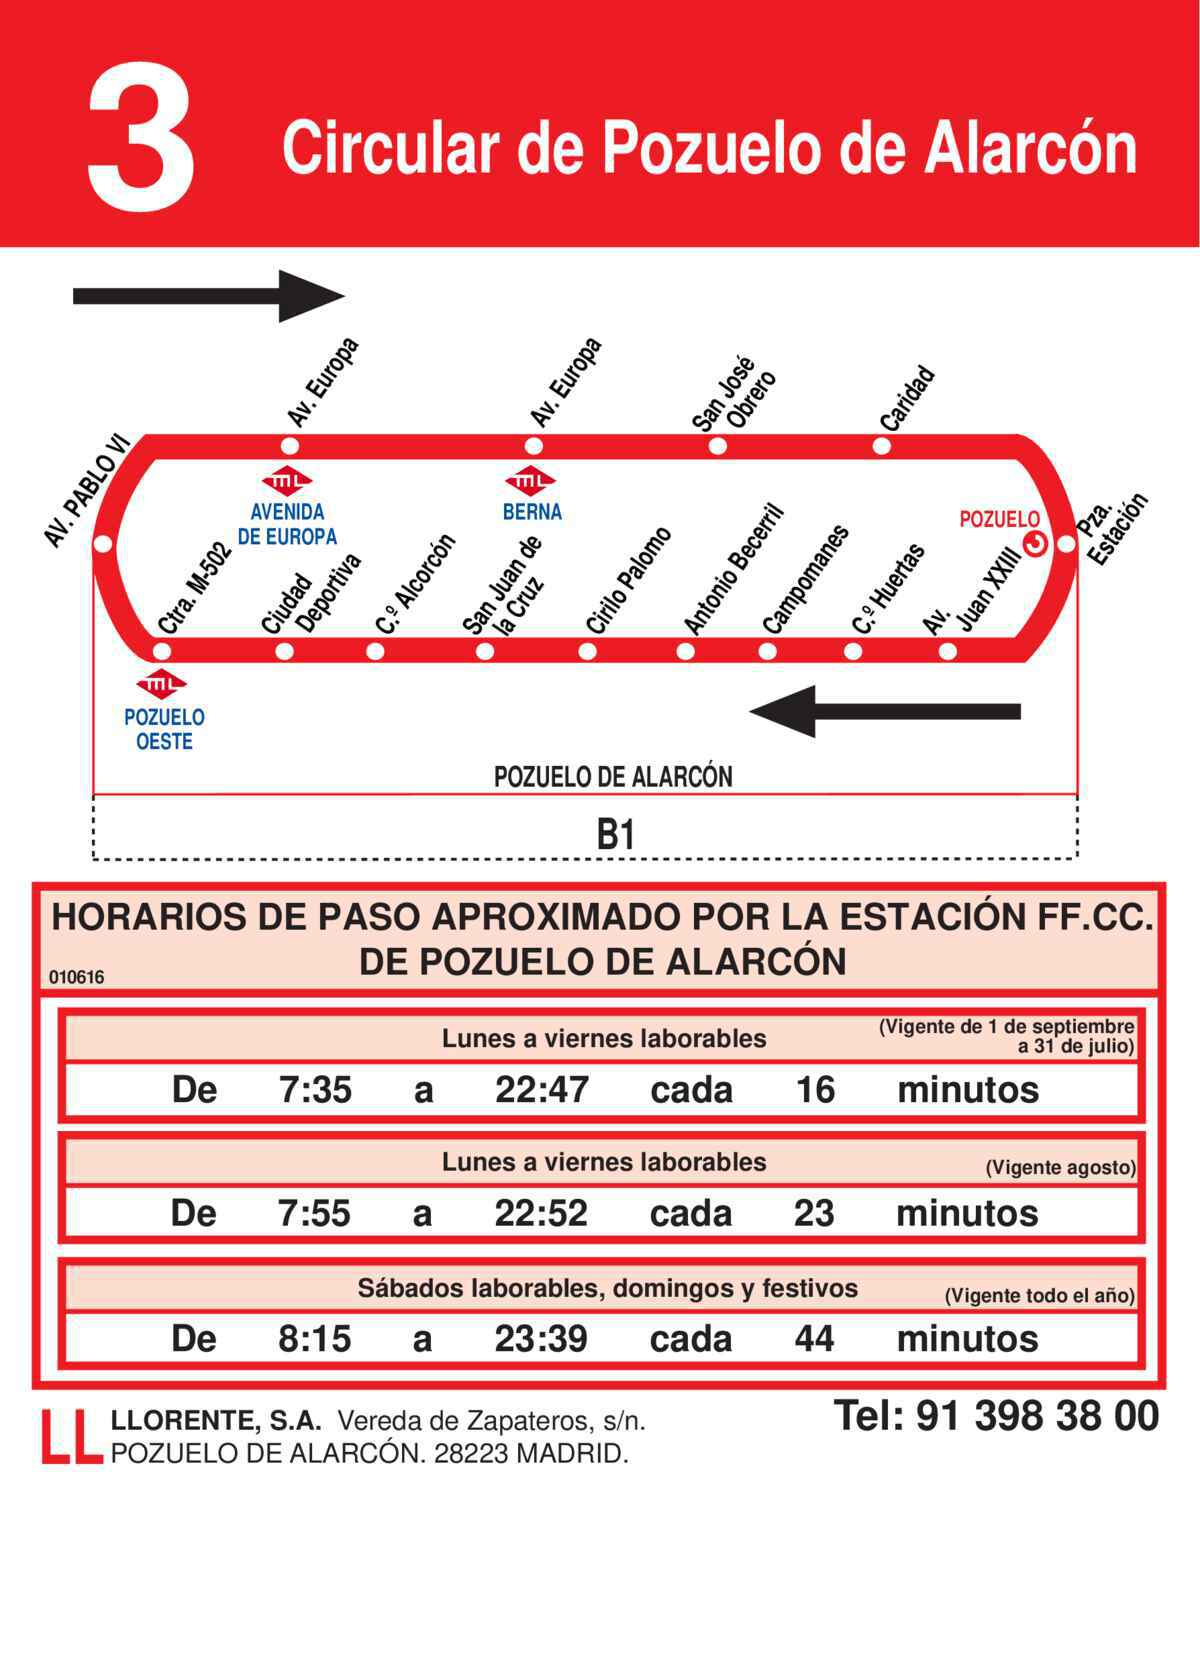 3
Circular de Pozuelo de Alarcón
Av. Europa
Av. Europa
San José
Obrero
Caridad
AV. PABLO VI
ML
AVENIDA
DE EUROPA
ML
BERNA
POZUELO
Pza.
Estación
Ctra. M-502
Ciudad
Deportiva
C.º Alcorcón
San Juan de
la Cruz
Cirilo Palomo
Antonio Becerril
Campomanes
C.º Huertas
Av.
Juan XXIII
ML
POZUELO
OESTE
POZUELO DE ALARCÓN
B1
HORARIOS DE PASO APROXIMADO POR LA ESTACIÓN FF.CC.
DE POZUELO DE ALARCÓN
010616
Lunes a viernes laborables
(Vigente de 1 de septiembre
a 31 de julio)
De 7:35 a 22:47 cada 16 minutos
Lunes a viernes laborables (Vigente agosto)
De 7:55 a 22:52 cada 23 minutos
Sábados laborables, domingos y festivos (Vigente todo el año)
De 8:15 a 23:39 cada 44 minutos
LL
LLORENTE, S.A. Vereda de Zapateros, s/n.
POZUELO DE ALARCÓN. 28223 MADRID.
Tel: 91 398 38 00